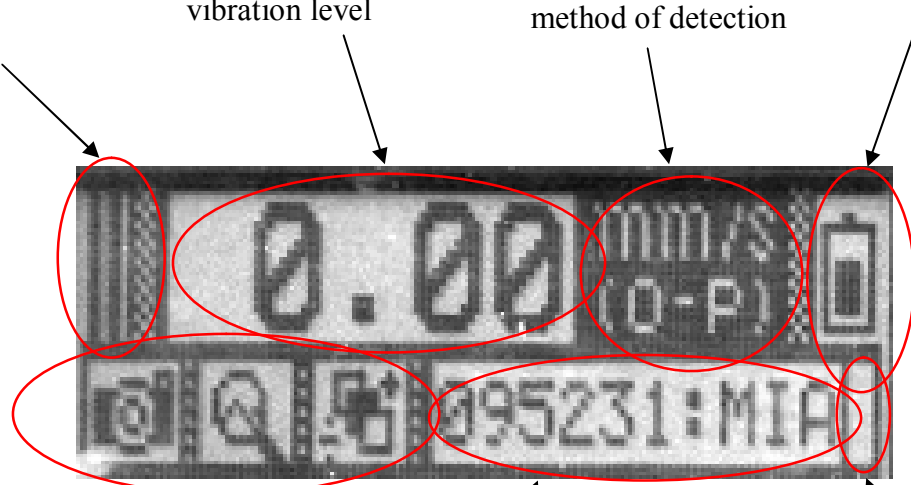 vibration level
method of detection
0.00
mm/s
(0-P)
095231:MIA